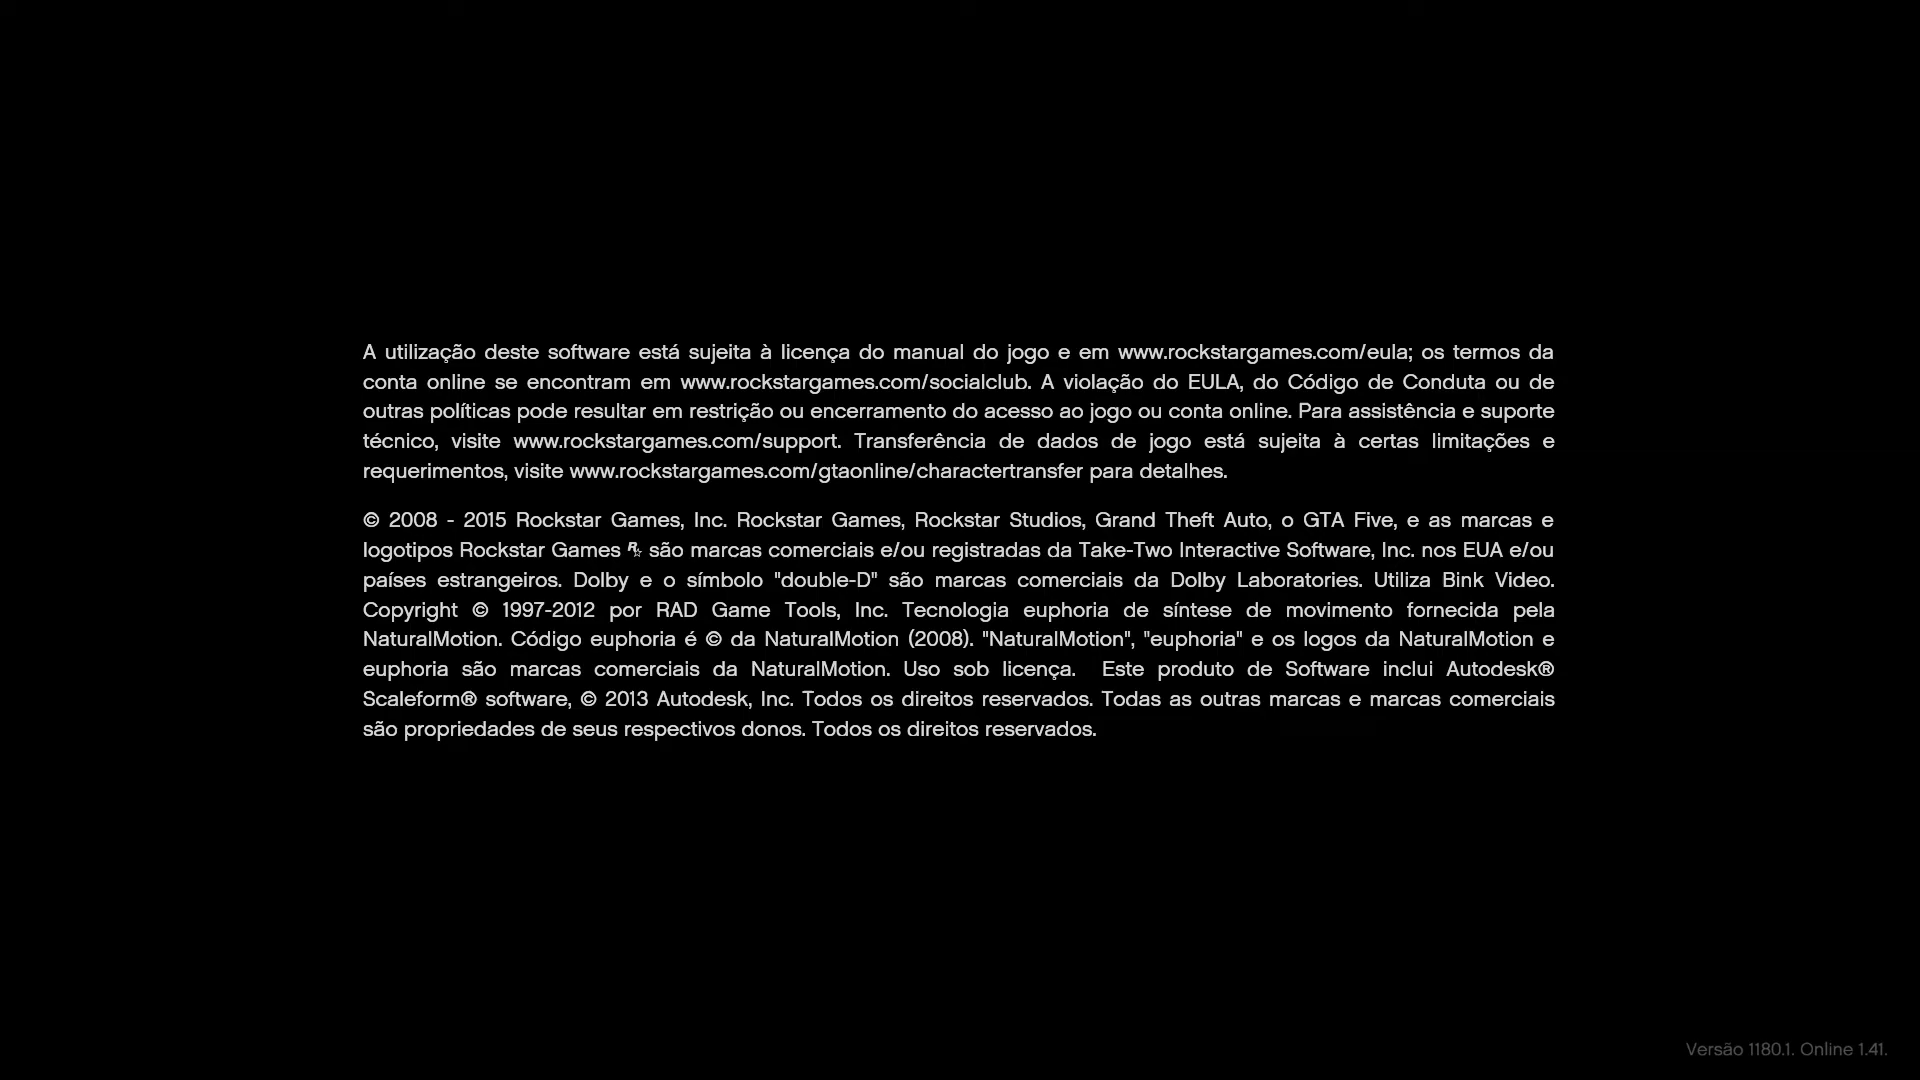 A utilização deste software está sujeita à licença do manual do jogo e em www.rockstargames.com/eula; os termos da
conta online se encontram em www.rockstargames.com/socialclub. A violação do EULA, do Código de Conduta ou de
outras políticas pode resultar em restrição ou encerramento do acesso ao jogo ou conta online. Para assistência e suporte
técnico, visite www.rockstargames.com/support. Transferência de dados de jogo está sujeita à certas limitações e
requerimentos, visite www.rockstargames.com/gtaonline/charactertransfer para detalhes.
© 2008 - 2015 Rockstar Games, Inc. Rockstar Games, Rockstar Studios, Grand Theft Auto, o GTA Five, e as marcas e
logotipos Rockstar Games R☆ são marcas comerciais e/ou registradas da Take-Two Interactive Software, Inc. nos EUA e/ou
países estrangeiros. Dolby e o símbolo "double-D" são marcas comerciais da Dolby Laboratories. Utiliza Bink Video.
Copyright © 1997-2012 por RAD Game Tools, Inc. Tecnologia euphoria de síntese de movimento fornecida pela
NaturalMotion. Código euphoria é © da NaturalMotion (2008). "NaturalMotion", "euphoria" e os logos da NaturalMotion e
euphoria são marcas comerciais da NaturalMotion. Uso sob licença.  Este produto de Software inclui Autodesk®
Scaleform® software, © 2013 Autodesk, Inc. Todos os direitos reservados. Todas as outras marcas e marcas comerciais
são propriedades de seus respectivos donos. Todos os direitos reservados.
Versão 1180.1. Online 1.41.